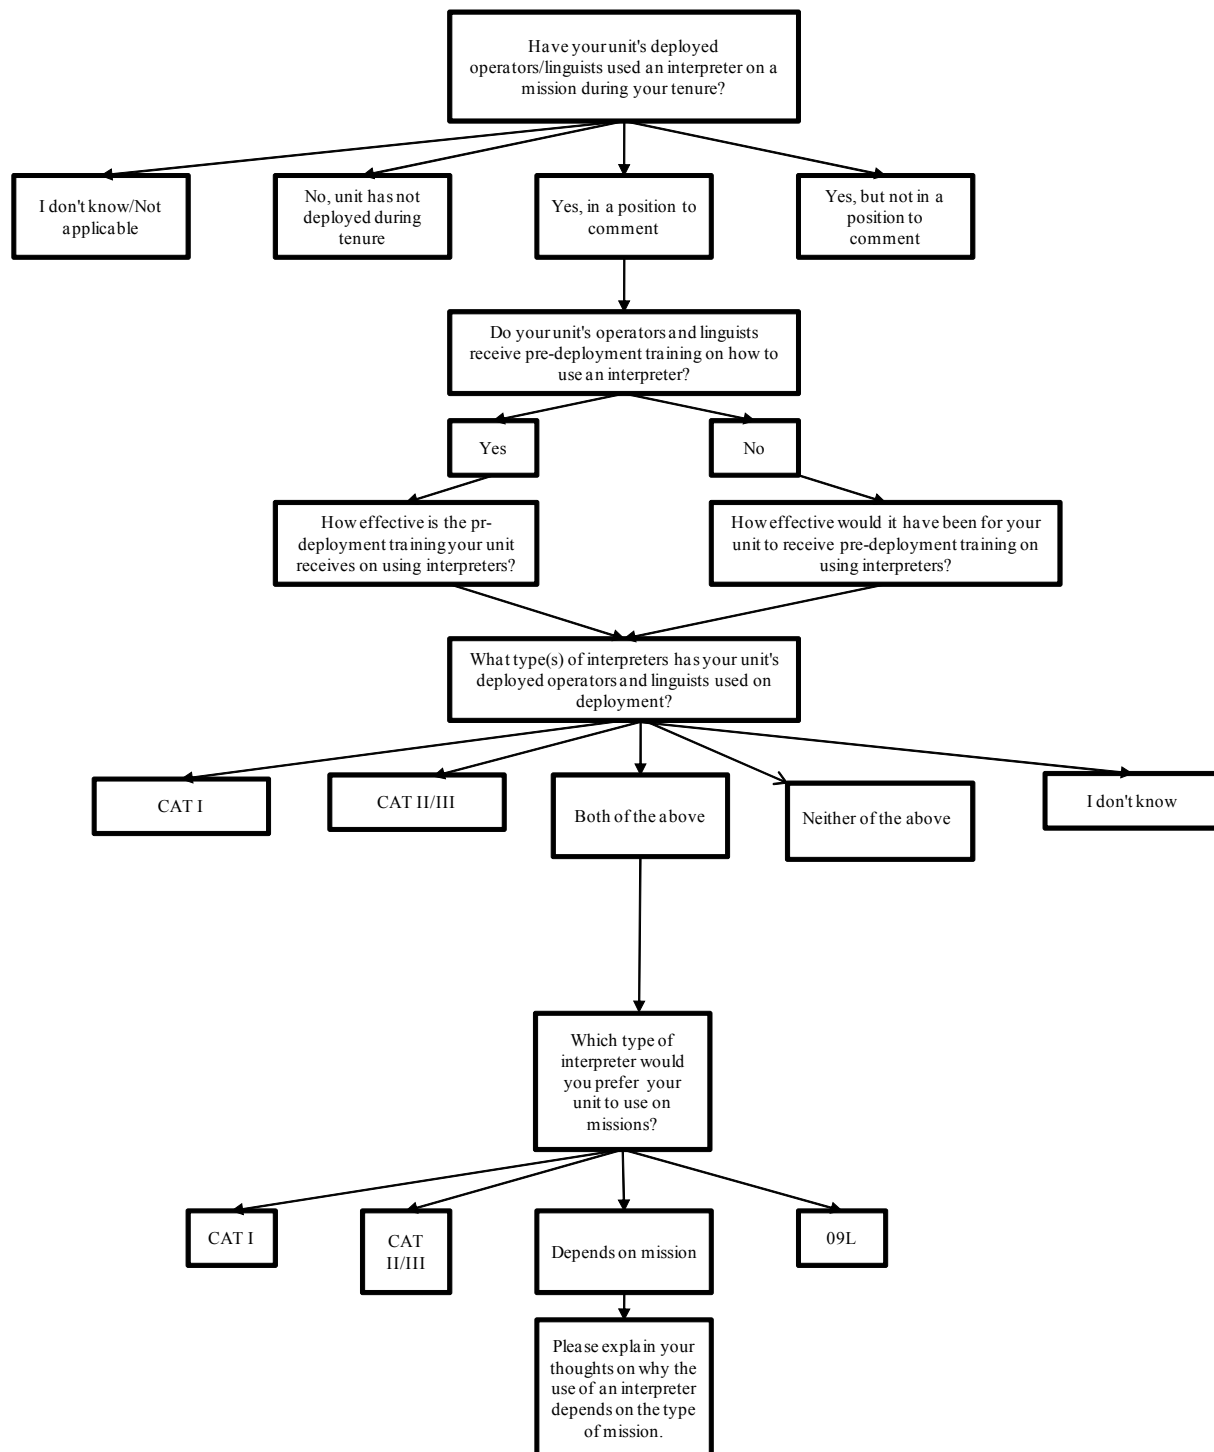 Have your unit's deployed
operators/linguists used an interpreter on a
mission during your tenure?
I don't know/Not
applicable
No, unit has not
deployed during
tenure
Yes, in a position to
comment
Yes, but not in a
position to
comment
Do your unit's operators and linguists
receive pre-deployment training on how to
use an interpreter?
Yes
No
How effective is the pr-
deployment training your unit
receives on using interpreters?
How effective would it have been for your
unit to receive pre-deployment training on
using interpreters?
What type(s) of interpreters has your unit's
deployed operators and linguists used on
deployment?
CAT I
CAT II/III
Both of the above
Neither of the above
I don't know
Which type of
interpreter would
you prefer your
unit to use on
missions?
CAT I
CAT
II/III
Depends on mission
09L
Please explain your
thoughts on why the
use of an interpreter
depends on the type
of mission.